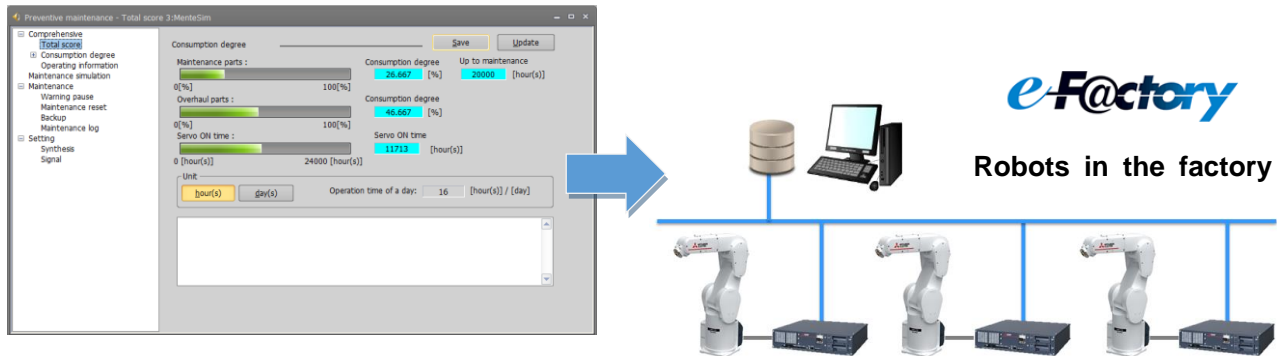 Preventive maintenance - Total score 3:MenteSim
Comprehensive
Total score
Consumption degree
Operating information
Maintenance simulation
Maintenance
Warning pause
Maintenance reset
Backup
Maintenance log
Setting
Synthesis
Signal
Consumption degree Save Update
Maintenance parts : Consumption degree Up to maintenance
26.667 [%] 20000 [hour(s)]
0[%] 100[%]
Overhaul parts : Consumption degree
46.667 [%]
0[%] 100[%]
Servo ON time : Servo ON time
11713 [hour(s)]
0 [hour(s)] 24000 [hour(s)]
Unit
hour(s) day(s) Operation time of a day: 16 [hour(s)] / [day]
e-F@ctory
Robots in the factory